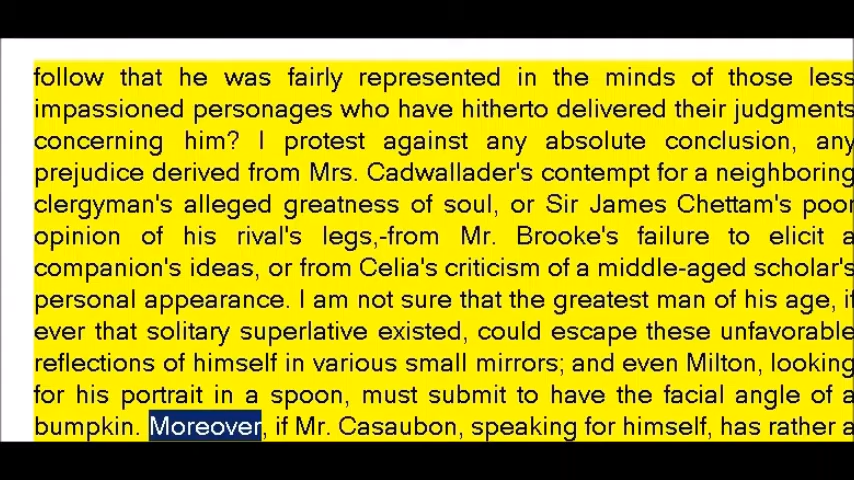 follow that he was fairly represented in the minds of those less
impassioned personages who have hitherto delivered their judgments
concerning him? I protest against any absolute conclusion, any
prejudice derived from Mrs. Cadwallader's contempt for a neighboring
clergyman's alleged greatness of soul, or Sir James Chettam's poor
opinion of his rival's legs,-from Mr. Brooke's failure to elicit a
companion's ideas, or from Celia's criticism of a middle-aged scholar's
personal appearance. I am not sure that the greatest man of his age, if
ever that solitary superlative existed, could escape these unfavorable
reflections of himself in various small mirrors; and even Milton, looking
for his portrait in a spoon, must submit to have the facial angle of a
bumpkin. Moreover, if Mr. Casaubon, speaking for himself, has rather a